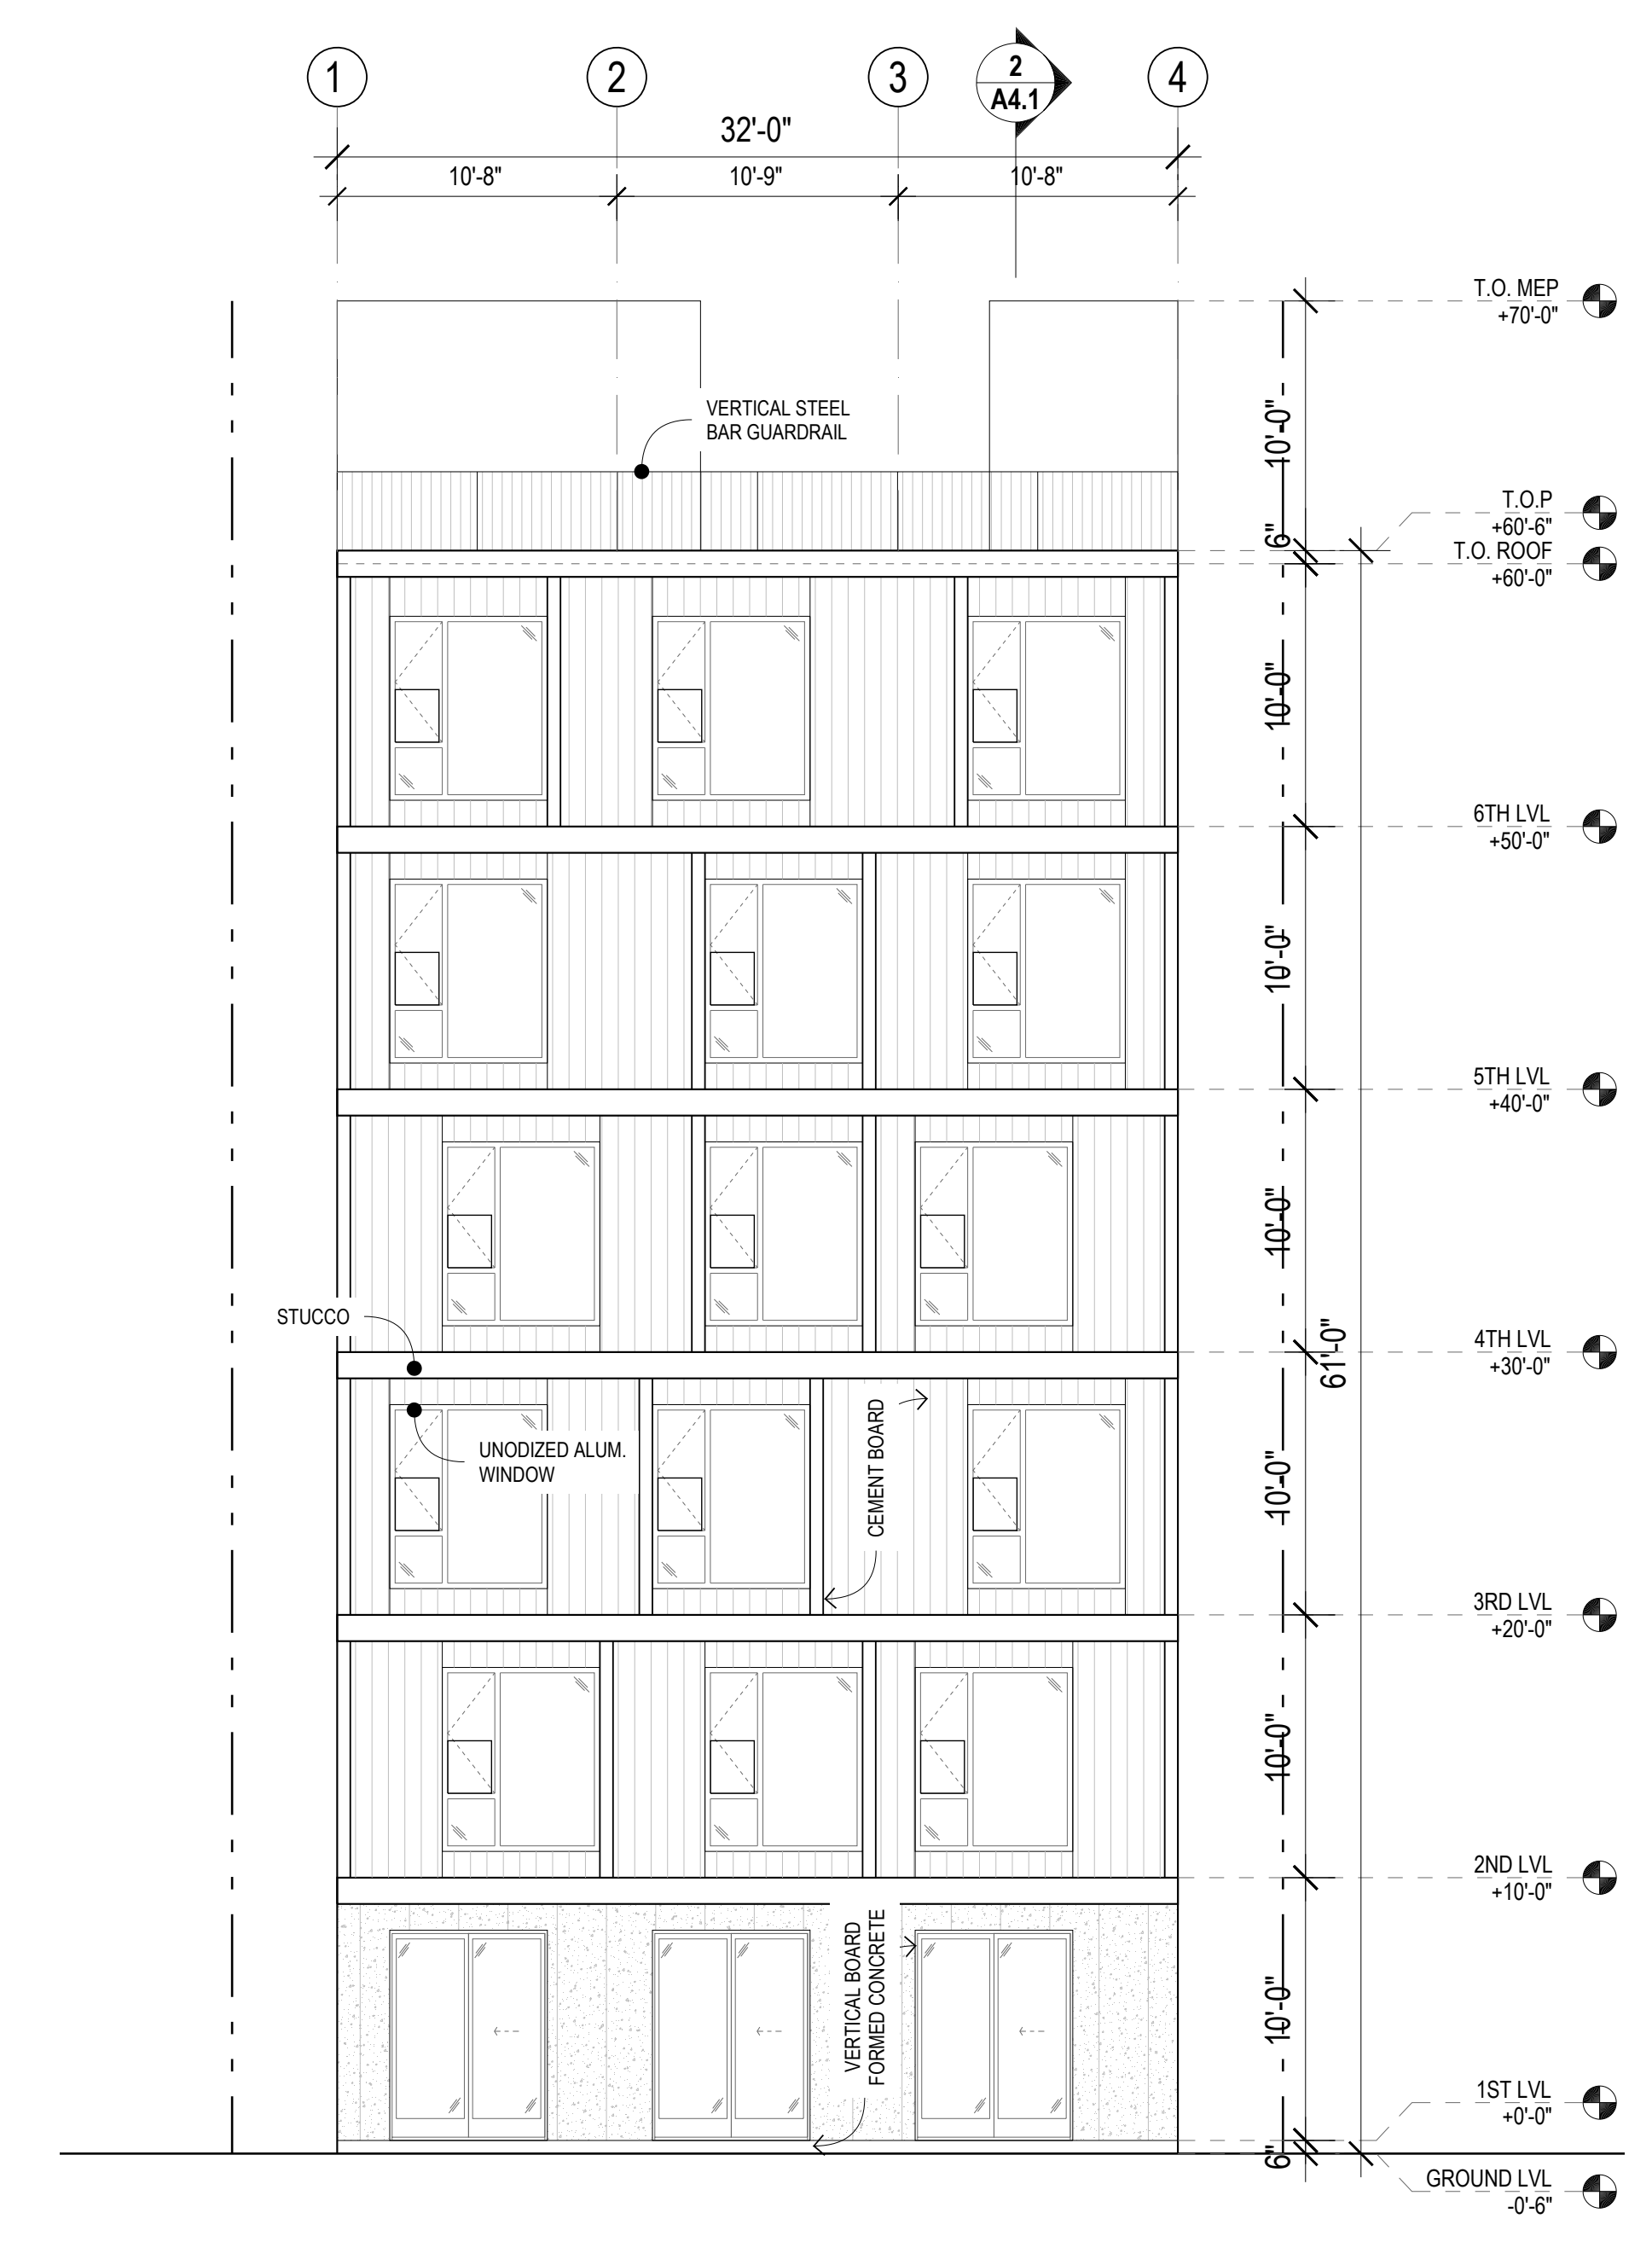 1
2
3
2
A4.1
4
32'-0"
10'-8"
10'-9"
10'-8"
T.O. MEP
+70'-0"
VERTICAL STEEL
BAR GUARDRAIL
10'-0"
T.O.P
+60'-6"
6"
T.O. ROOF
+60'-0"
10'-0"
6TH LVL
+50'-0"
10'-0"
5TH LVL
+40'-0"
10'-0"
STUCCO
61'-0"
4TH LVL
+30'-0"
UNODIZED ALUM.
WINDOW
CEMENT BOARD
10'-0"
3RD LVL
+20'-0"
10'-0"
2ND LVL
+10'-0"
VERTICAL BOARD
FORMED CONCRETE
10'-0"
1ST LVL
+0'-0"
6"
GROUND LVL
-0'-6"